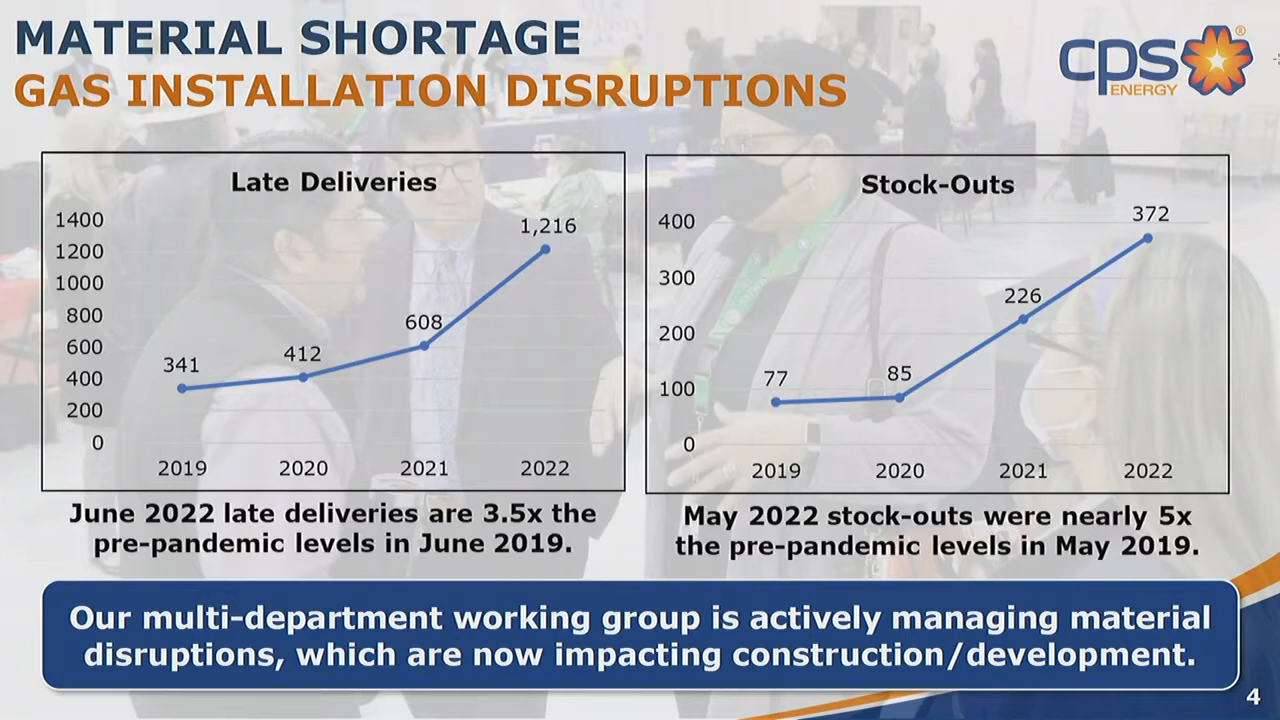 MATERIAL SHORTAGE
GAS INSTALLATION DISRUPTIONS
cps
ENERGY
®
Late Deliveries
1400
1200
1000
800
600
400
200
0
341
412
608
1,216
2019 2020 2021 2022
June 2022 late deliveries are 3.5x the
pre-pandemic levels in June 2019.
Stock-Outs
400
300
200
100
0
77
85
226
372
2019 2020 2021 2022
May 2022 stock-outs were nearly 5x
the pre-pandemic levels in May 2019.
Our multi-department working group is actively managing material
disruptions, which are now impacting construction/development.
4